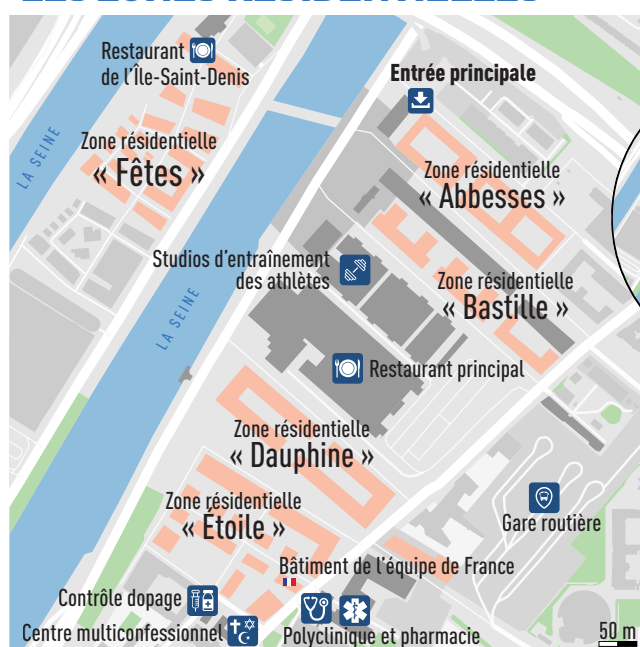 Restaurant
de l'Île-Saint-Denis
Entrée principale
LA SEINE
Zone résidentielle
« Fêtes »
Zone résidentielle
« Abbesses »
Studios d'entraînement
des athlètes
Zone résidentielle
« Bastille »
LA SEINE
Restaurant principal
Zone résidentielle
« Dauphine »
Zone résidentielle
« Étoile »
Gare routière
Bâtiment de l'équipe de France
Contrôle dopage
Centre multiconfessionnel
Polyclinique et pharmacie
50 m